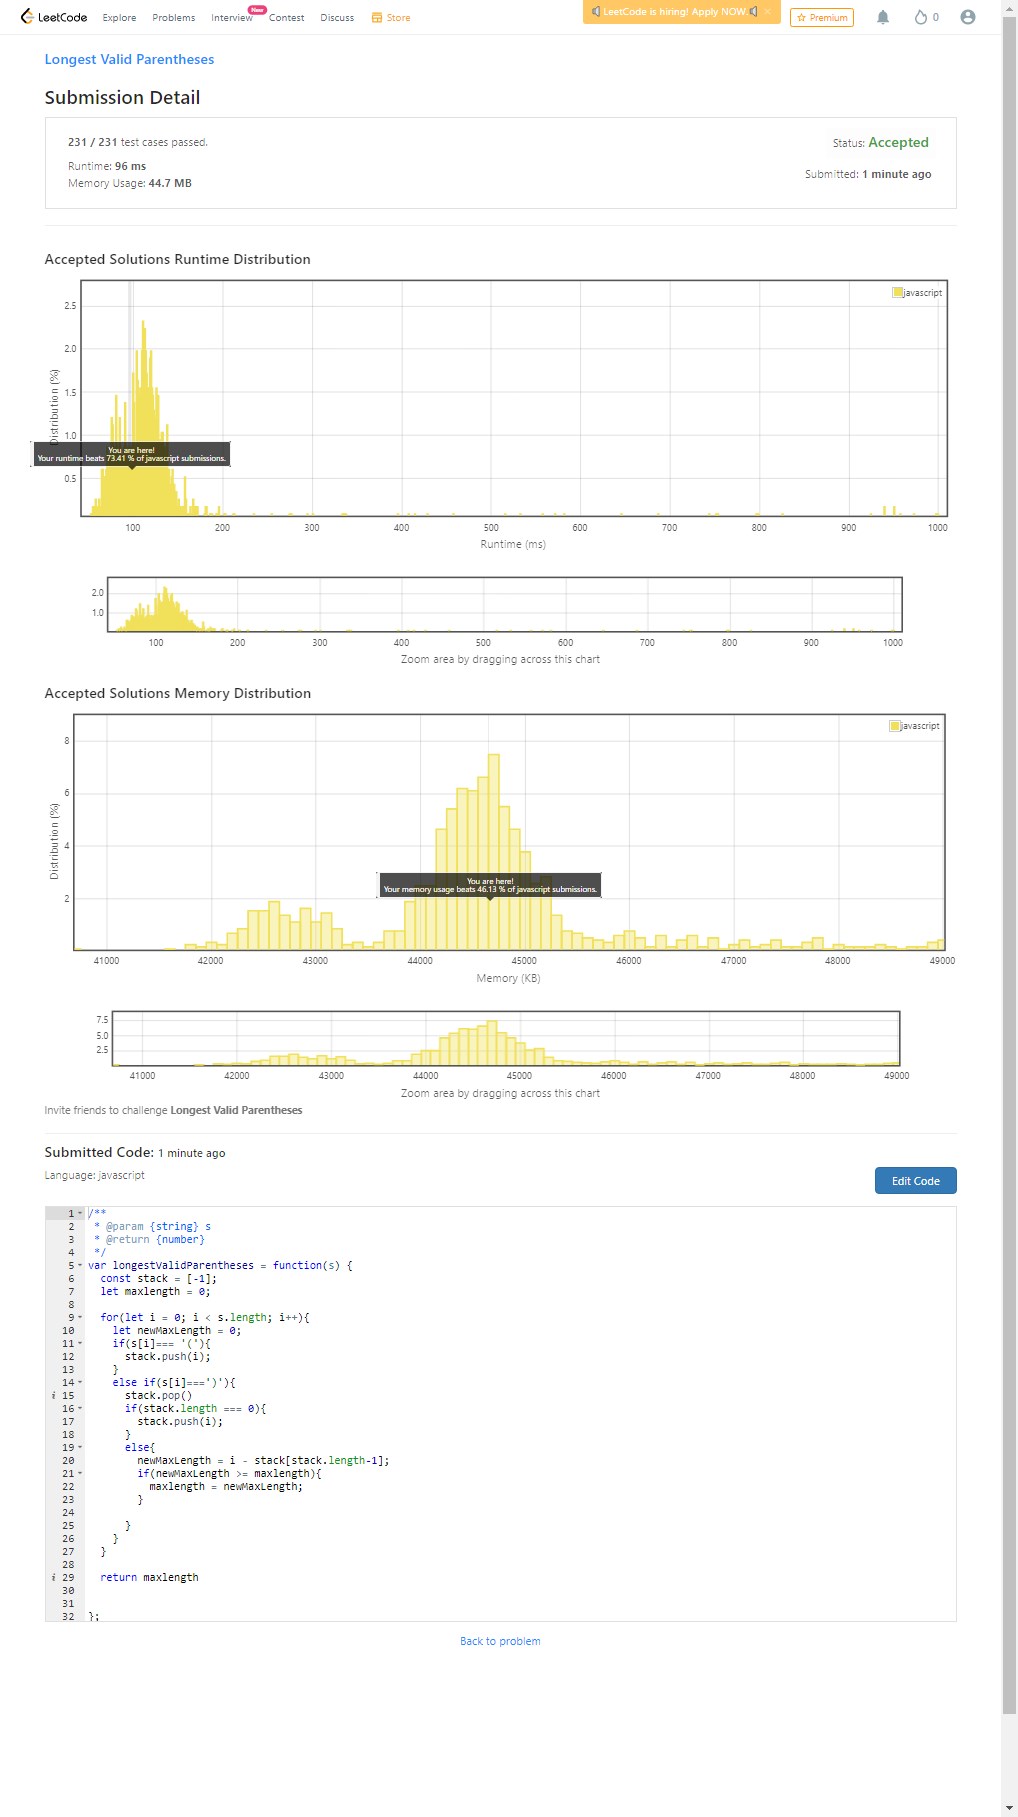 LeetCode Explore Problems Interview New Contest Discuss Store LeetCode is hiring! Apply NOW. × Premium 0
Longest Valid Parentheses
Submission Detail
231 / 231 test cases passed.
Status: Accepted
Runtime: 96 ms
Submitted: 1 minute ago
Memory Usage: 44.7 MB
Accepted Solutions Runtime Distribution
javascript
2.5
2.0
1.5
1.0
0.5
Distribution (%)
You are here!
Your runtime beats 73.41 % of javascript submissions.
100 200 300 400 500 600 700 800 900 1000
Runtime (ms)
2.0
1.0
100 200 300 400 500 600 700 800 900 1000
Zoom area by dragging across this chart
Accepted Solutions Memory Distribution
javascript
8
6
4
2
Distribution (%)
You are here!
Your memory usage beats 46.13 % of javascript submissions.
41000 42000 43000 44000 45000 46000 47000 48000 49000
Memory (KB)
7.5
5.0
2.5
41000 42000 43000 44000 45000 46000 47000 48000 49000
Zoom area by dragging across this chart
Invite friends to challenge Longest Valid Parentheses
Submitted Code: 1 minute ago
Language: javascript
Edit Code
1 /**
2  * @param {string} s
3  * @return {number}
4  */
5 var longestValidParentheses = function(s) {
6   const stack = [-1];
7   let maxlength = 0;
8
9   for(let i = 0; i < s.length; i++){
10     let newMaxLength = 0;
11     if(s[i]=== '('){
12       stack.push(i);
13     }
14     else if(s[i]===')'){
i 15       stack.pop()
16       if(stack.length === 0){
17         stack.push(i);
18       }
19       else{
20         newMaxLength = i - stack[stack.length-1];
21         if(newMaxLength >= maxlength){
22           maxlength = newMaxLength;
23         }
24
25       }
26     }
27   }
28
i 29   return maxlength
30
31
32 };
Back to problem